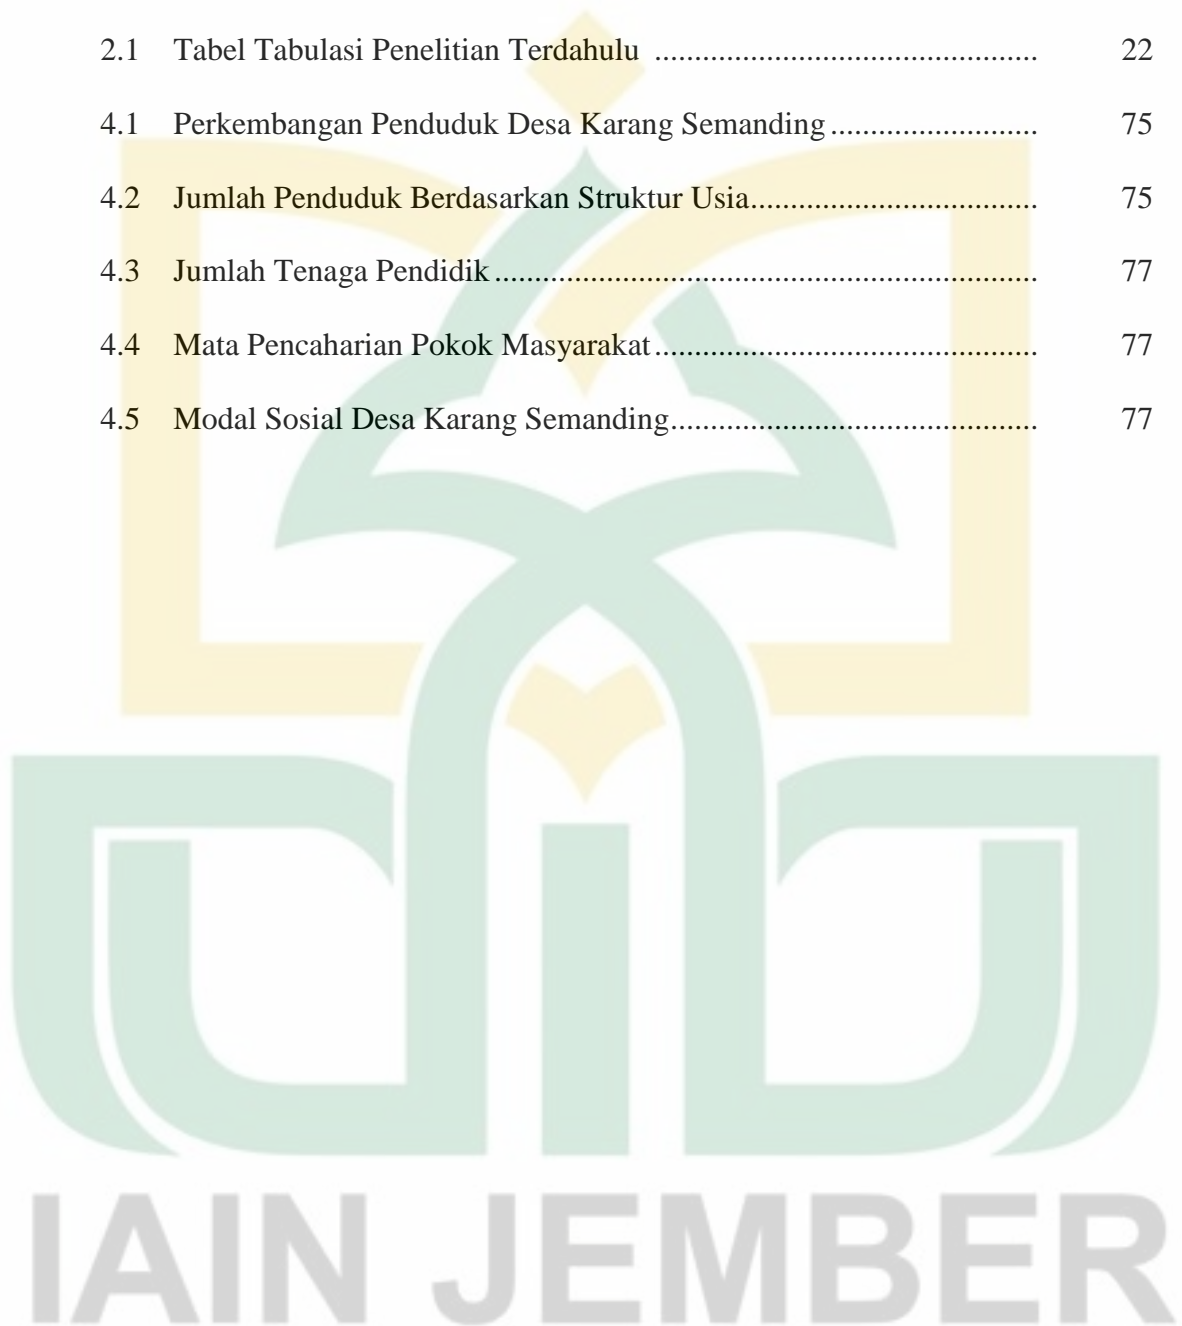 2.1 Tabel Tabulasi Penelitian Terdahulu ............................................. 22
4.1 Perkembangan Penduduk Desa Karang Semanding ......................... 75
4.2 Jumlah Penduduk Berdasarkan Struktur Usia................................... 75
4.3 Jumlah Tenaga Pendidik .................................................................. 77
4.4 Mata Pencaharian Pokok Masyarakat ............................................... 77
4.5 Modal Sosial Desa Karang Semanding............................................. 77
IAIN JEMBER